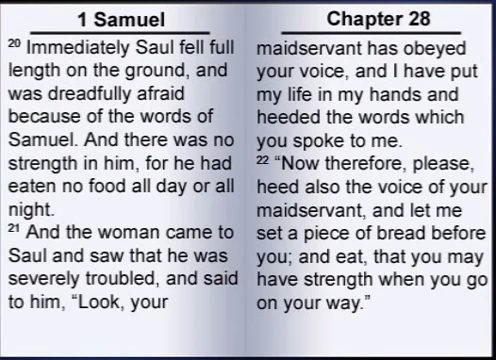 1 Samuel
²⁰ Immediately Saul fell full
length on the ground, and
was dreadfully afraid
because of the words of
Samuel. And there was no
strength in him, for he had
eaten no food all day or all
night.
²¹ And the woman came to
Saul and saw that he was
severely troubled, and said
to him, “Look, your
Chapter 28
maidservant has obeyed
your voice, and I have put
my life in my hands and
heeded the words which
you spoke to me.
²² “Now therefore, please,
heed also the voice of your
maidservant, and let me
set a piece of bread before
you; and eat, that you may
have strength when you go
on your way.”